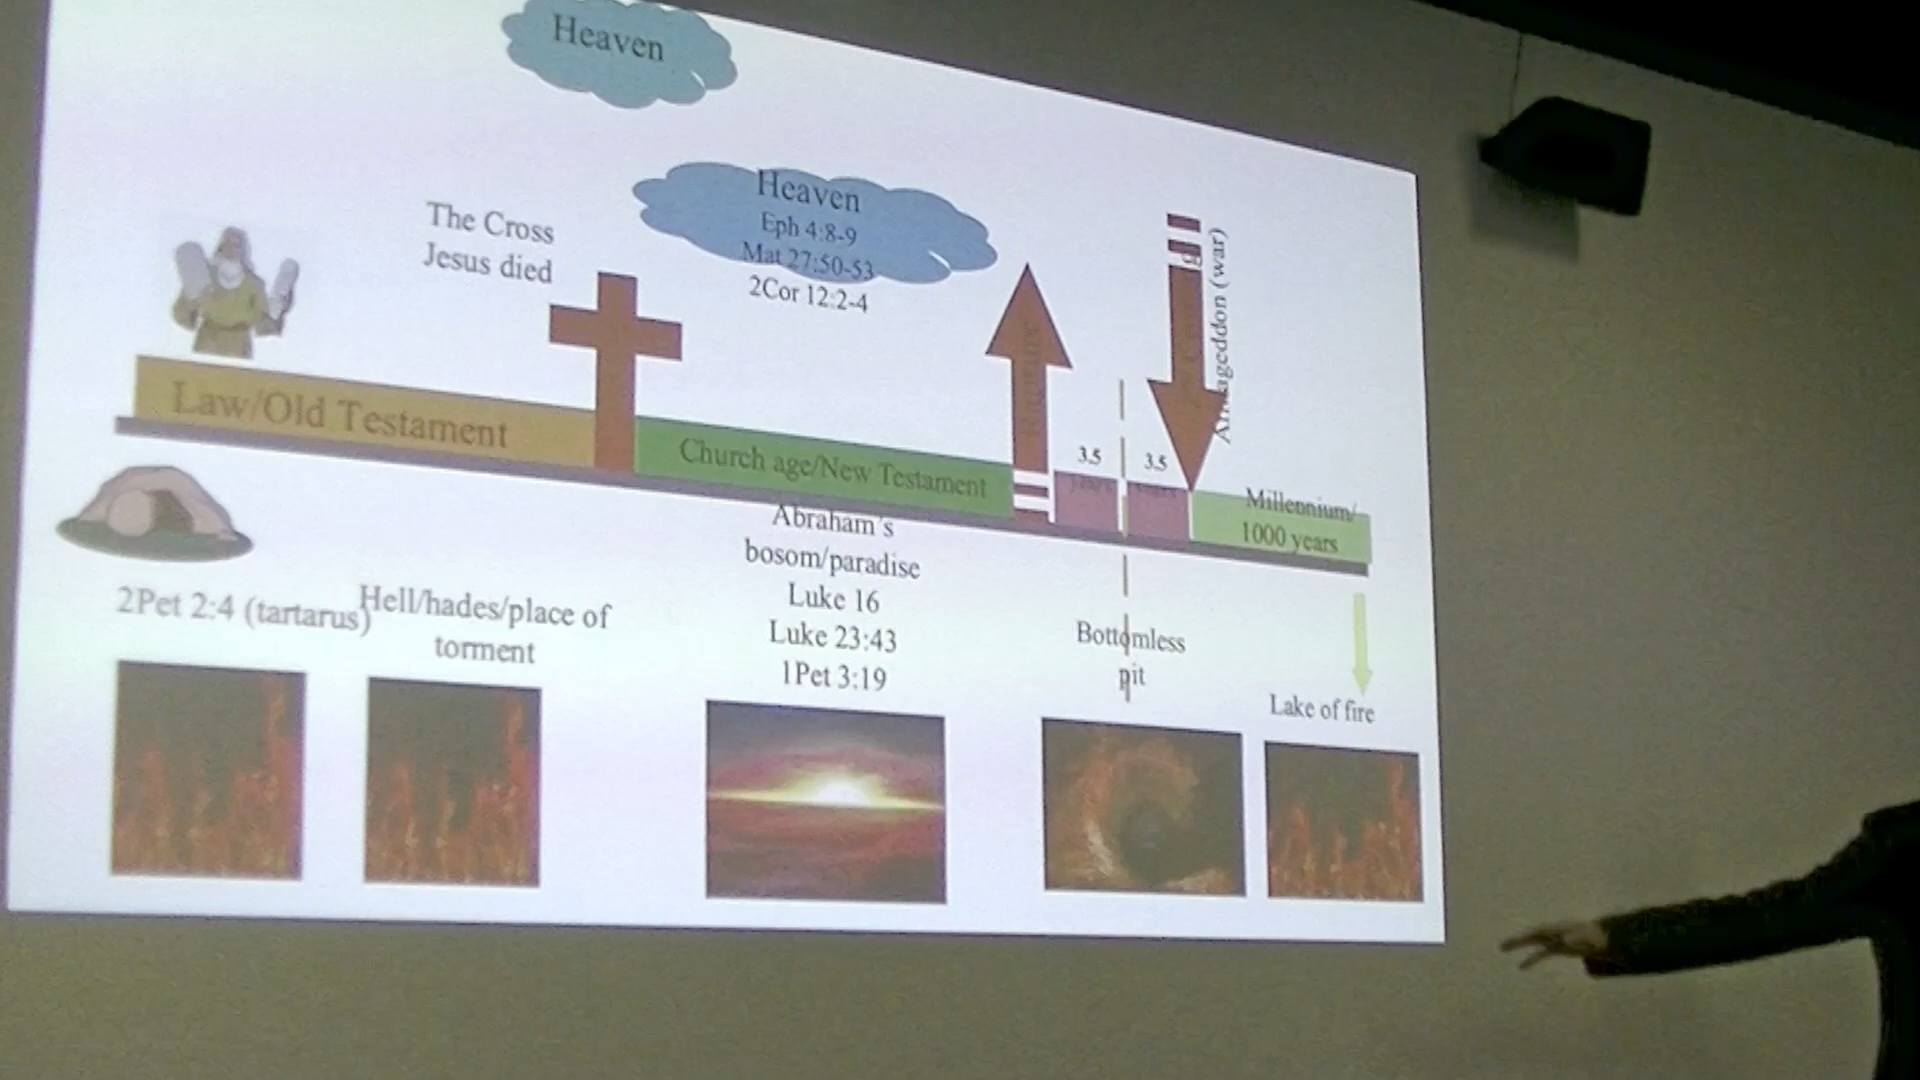 Heaven
Heaven
Eph 4:8-9
Mat 27:50-53
2Cor 12:2-4
The Cross
Jesus died
Armageddon (war)
Law/Old Testament
Church age/New Testament
Rapture
3.5
years
3.5
Millennium/
1000 years
2Pet 2:4 (tartarus)
Hell/hades/place of
torment
Abraham's
bosom/paradise
Luke 16
Luke 23:43
1Pet 3:19
Bottomless
pit
Lake of fire